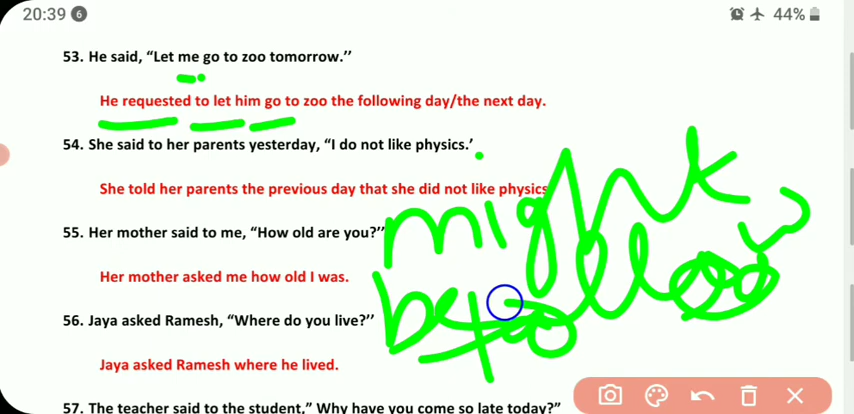 20:39 6 44%
53. He said, “Let me go to zoo tomorrow.’’
He requested to let him go to zoo the following day/the next day.
54. She said to her parents yesterday, “I do not like physics.’
She told her parents the previous day that she did not like physics
might
55. Her mother said to me, “How old are you?’’
Her mother asked me how old I was.
be
56. Jaya asked Ramesh, “Where do you live?’’
Jaya asked Ramesh where he lived.
57. The teacher said to the student,” Why have you come so late today?”